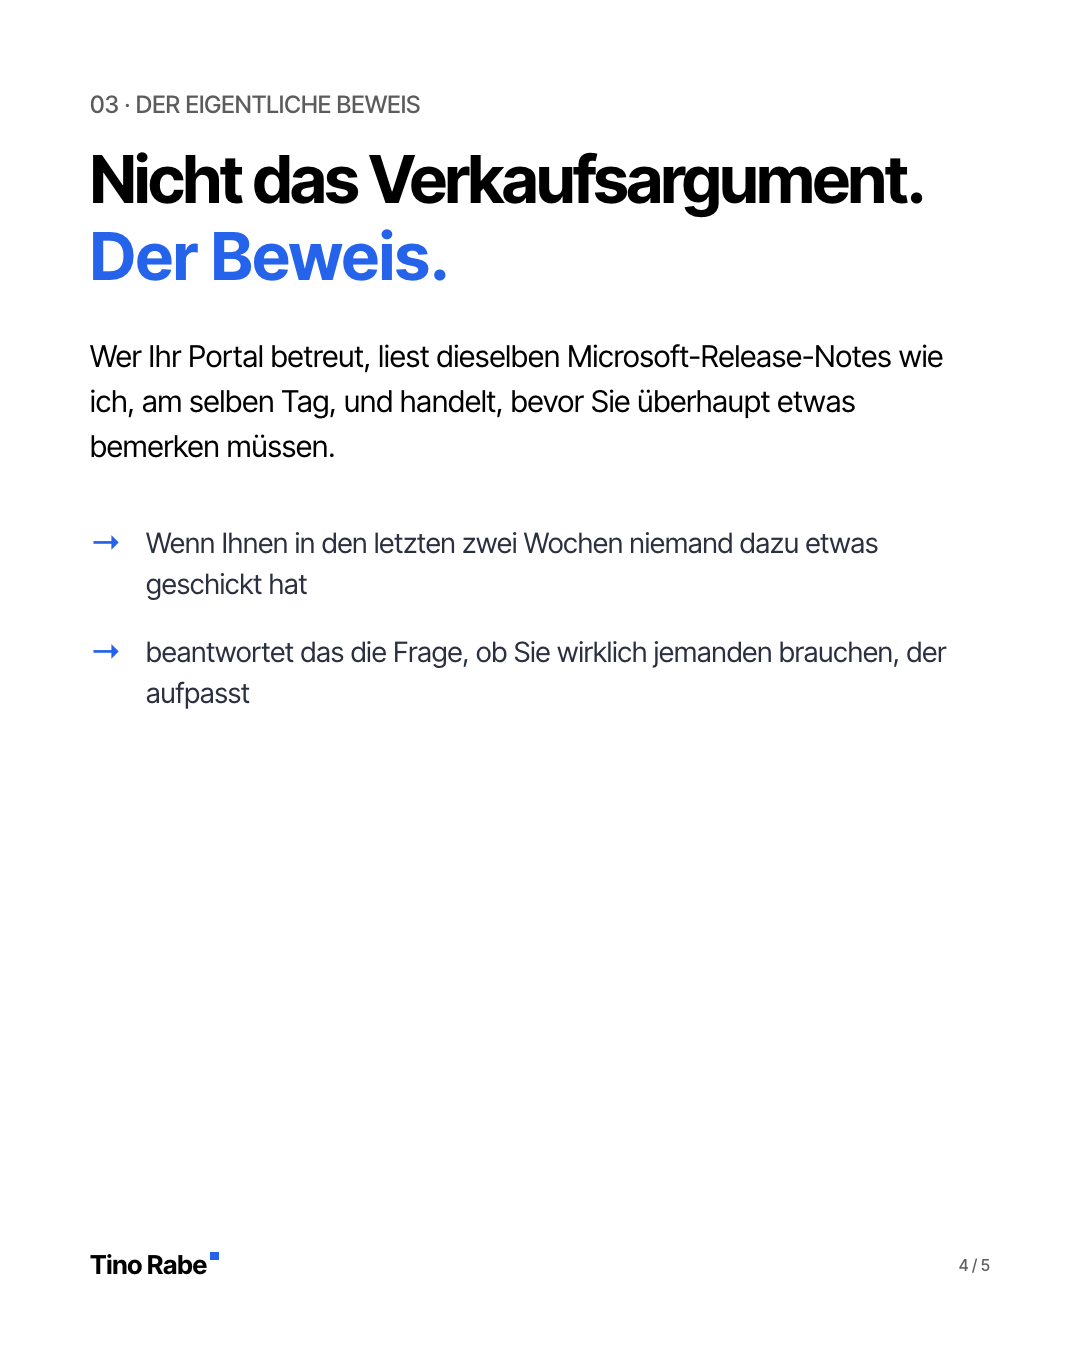 03 · DER EIGENTLICHE BEWEIS
Nicht das Verkaufsargument.
Der Beweis.
Wer Ihr Portal betreut, liest dieselben Microsoft-Release-Notes wie
ich, am selben Tag, und handelt, bevor Sie überhaupt etwas
bemerken müssen.
→ Wenn Ihnen in den letzten zwei Wochen niemand dazu etwas
geschickt hat
→ beantwortet das die Frage, ob Sie wirklich jemanden brauchen, der
aufpasst
Tino Rabe
4 / 5